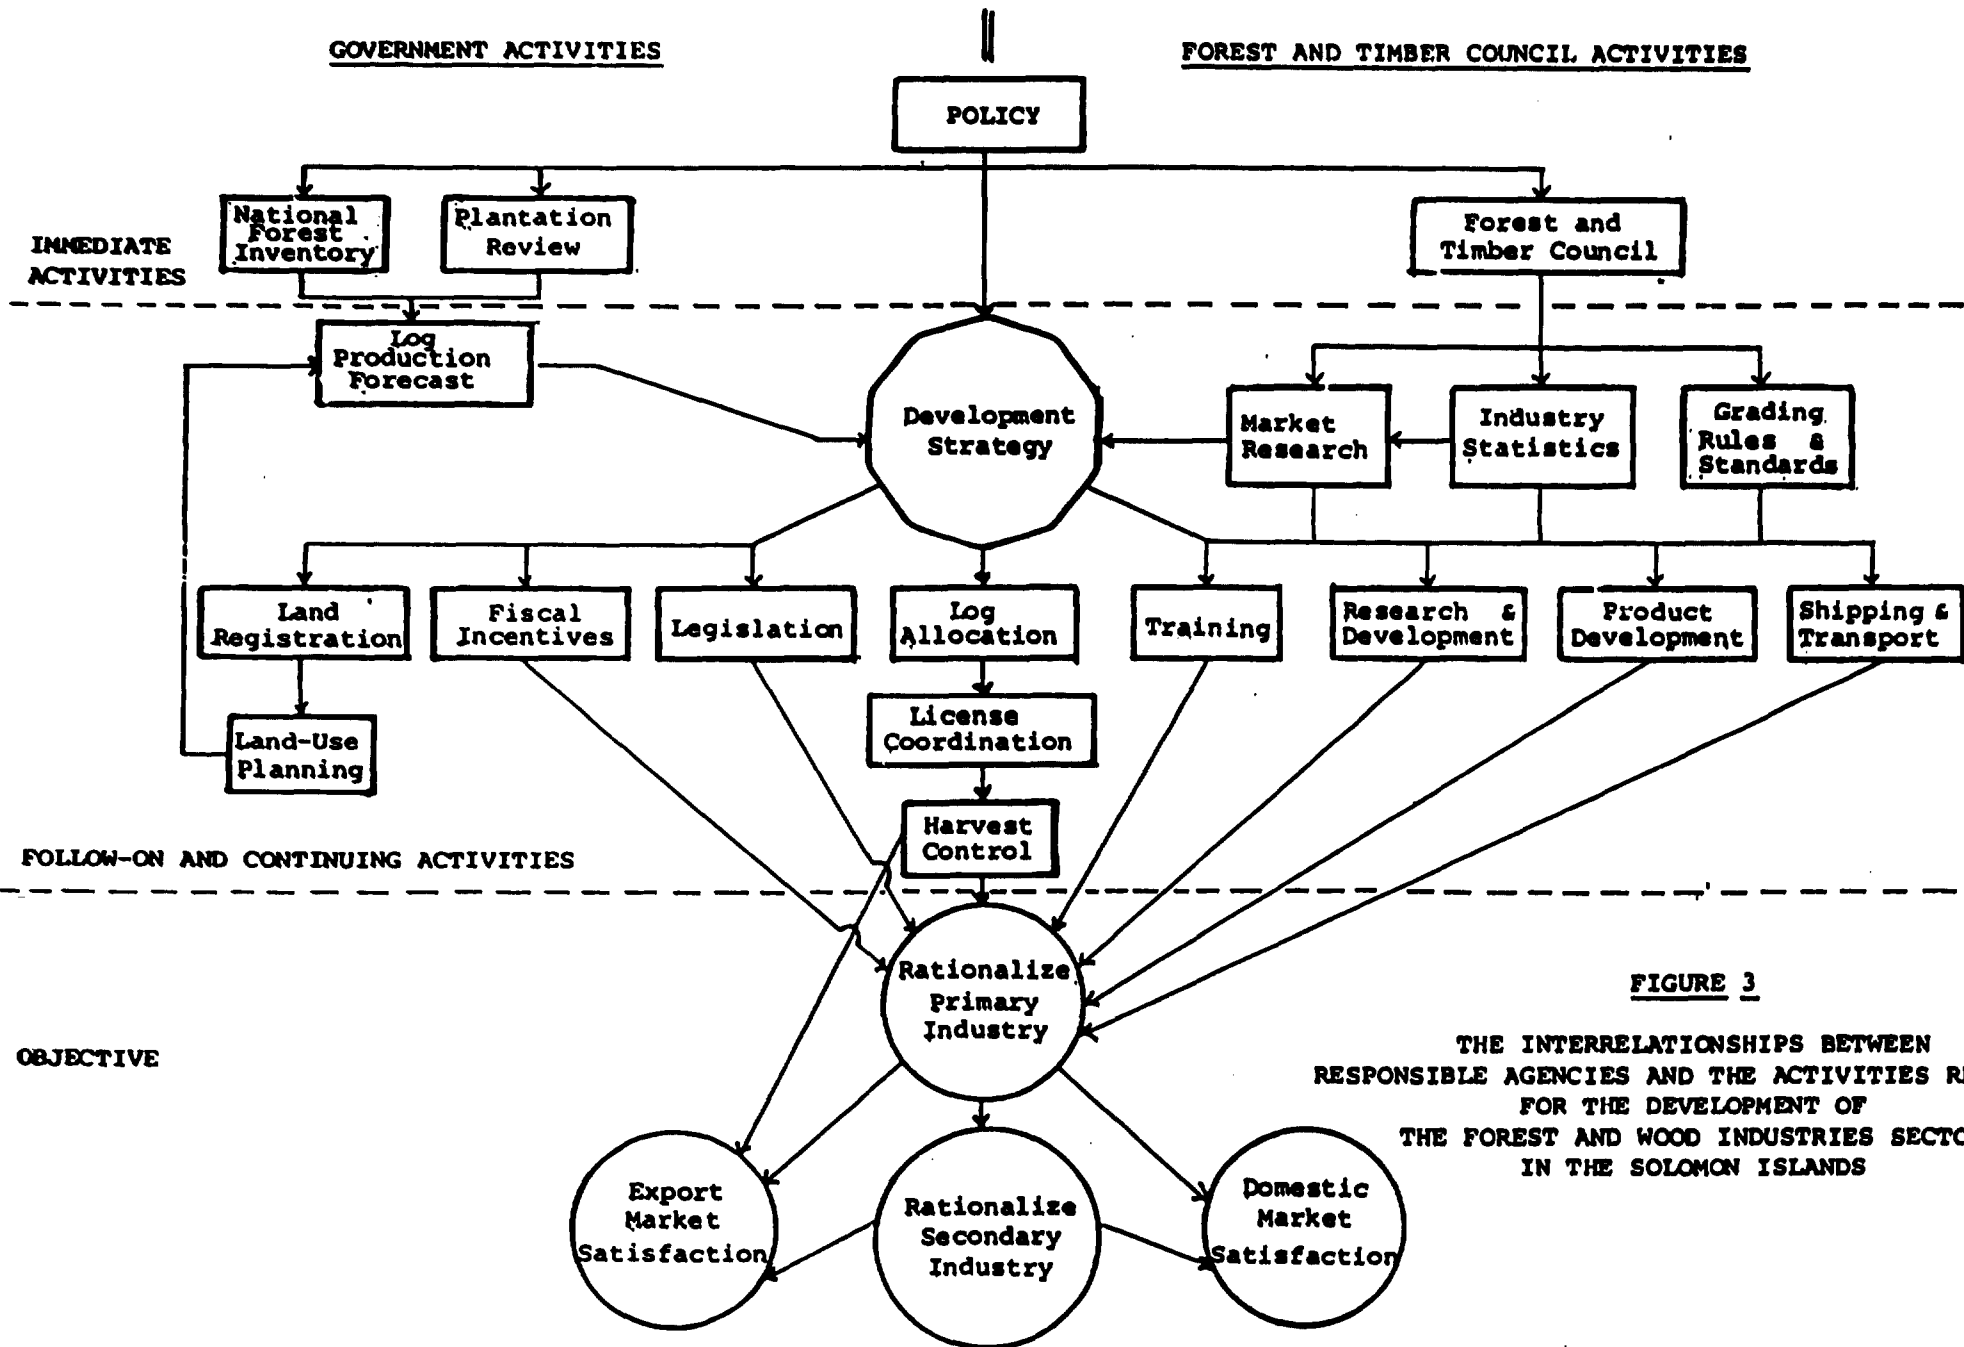 GOVERNMENT ACTIVITIES
FOREST AND TIMBER COUNCIL ACTIVITIES
POLICY
IMMEDIATE
ACTIVITIES
National
Forest
Inventory
Plantation
Review
Forest and
Timber Council
Log
Production
Forecast
Development
Strategy
Market
Research
Industry
Statistics
Grading
Rules &
Standards
Land
Registration
Fiscal
Incentives
Legislation
Log
Allocation
Training
Research &
Development
Product
Development
Shipping &
Transport
Land-Use
Planning
License
Coordination
Harvest
Control
FOLLOW-ON AND CONTINUING ACTIVITIES
OBJECTIVE
Rationalize
Primary
Industry
Export
Market
Satisfaction
Rationalize
Secondary
Industry
Domestic
Market
Satisfaction
FIGURE 3
THE INTERRELATIONSHIPS BETWEEN
RESPONSIBLE AGENCIES AND THE ACTIVITIES
FOR THE DEVELOPMENT OF
THE FOREST AND WOOD INDUSTRIES SECTO
IN THE SOLOMON ISLANDS